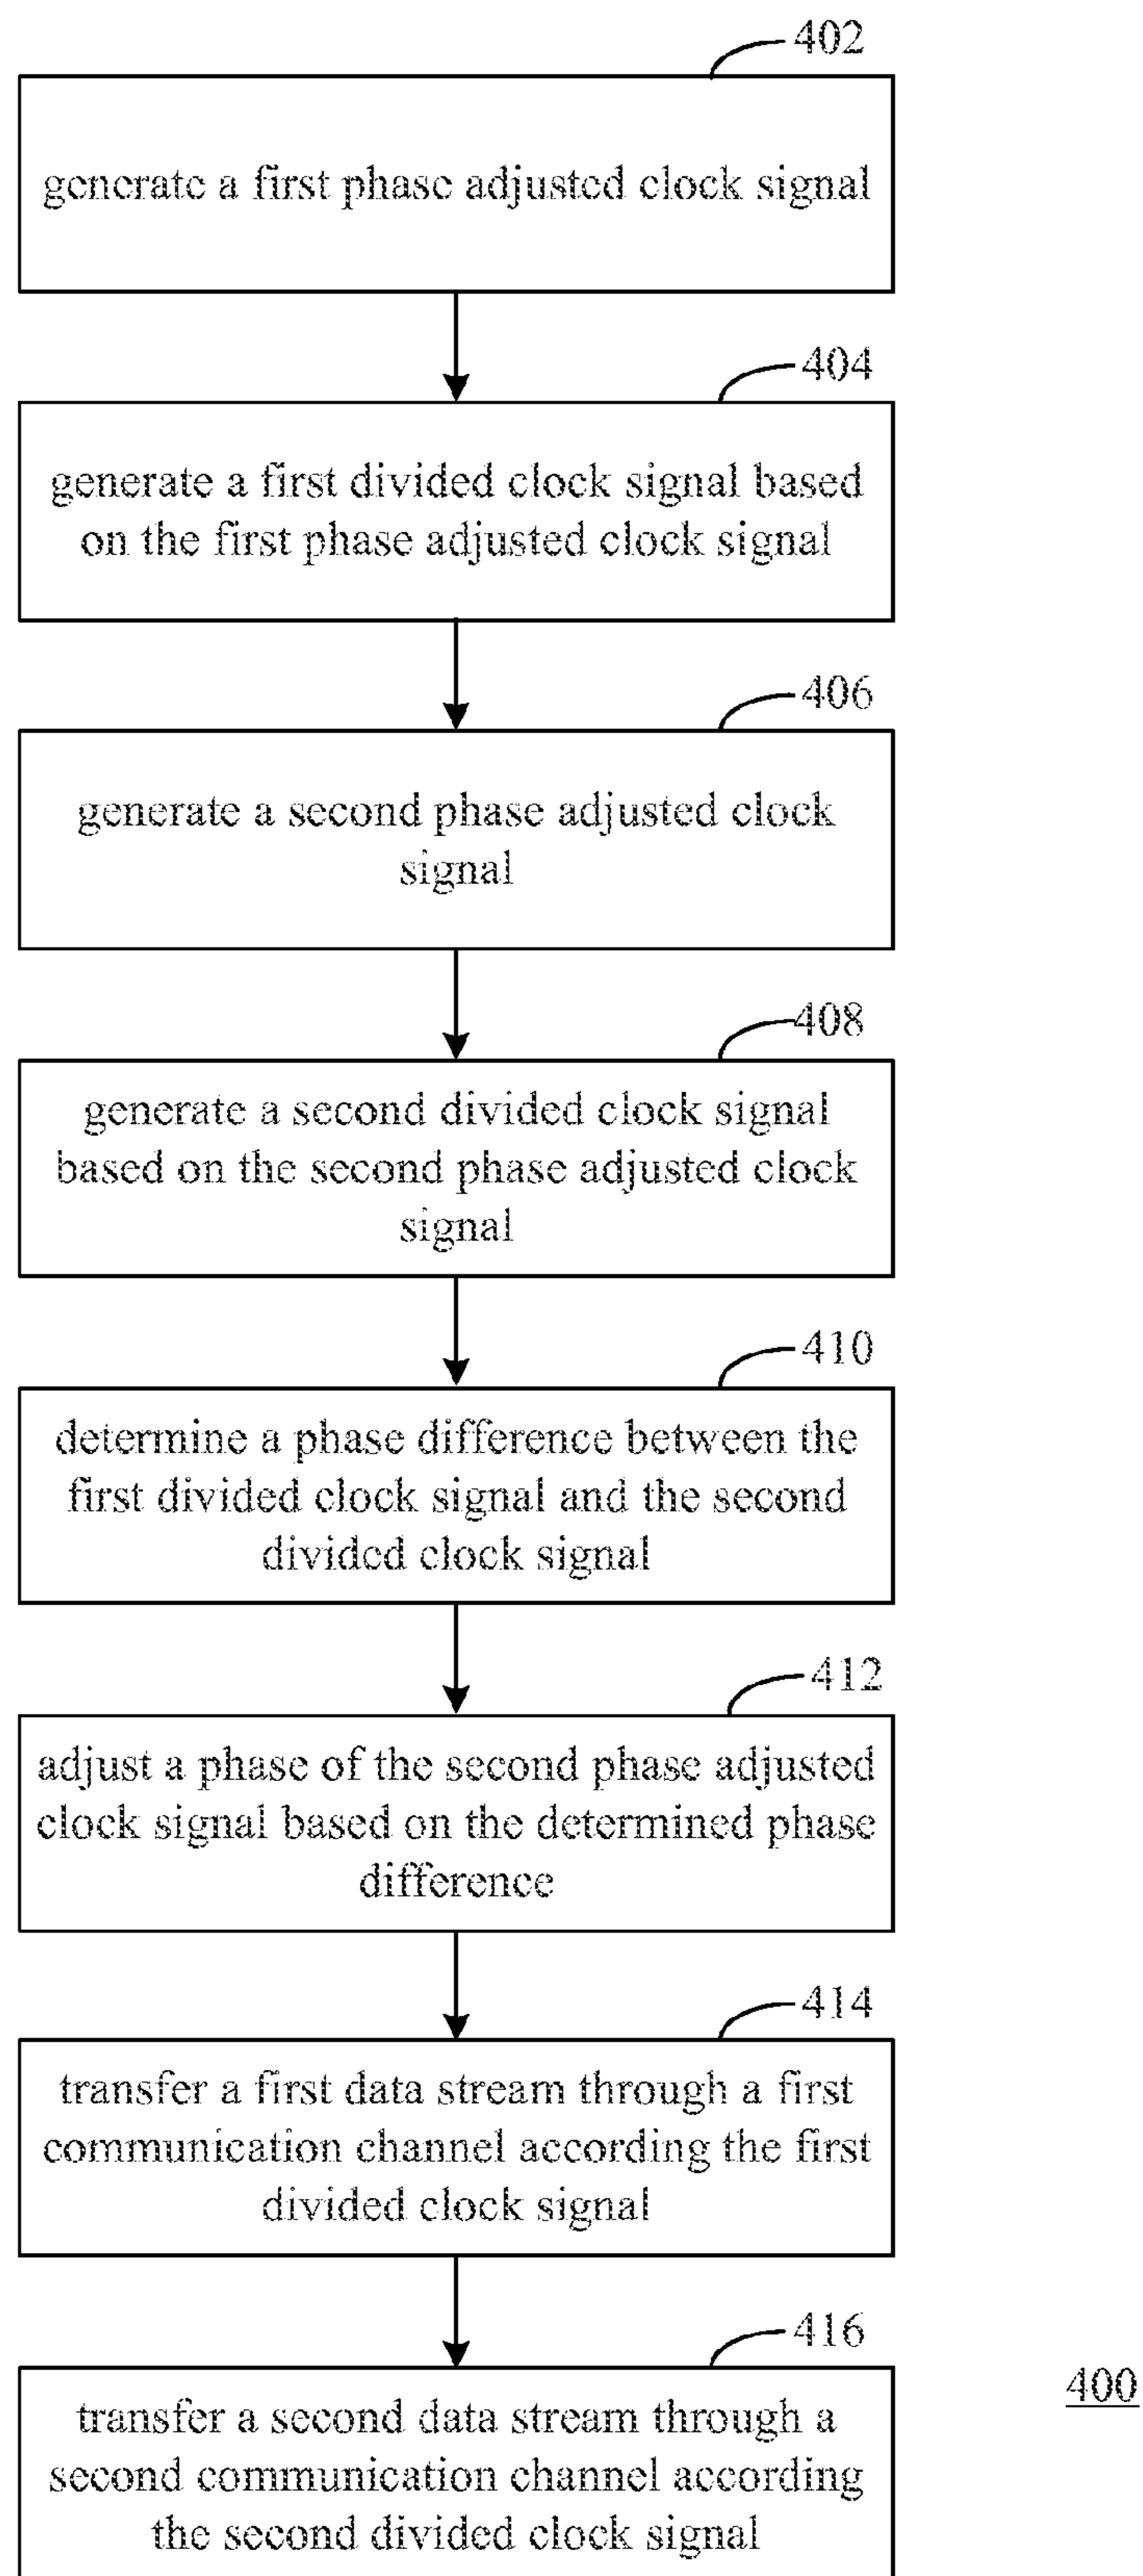 402
generate a first phase adjusted clock signal
404
generate a first divided clock signal based
on the first phase adjusted clock signal
406
generate a second phase adjusted clock
signal
408
generate a second divided clock signal
based on the second phase adjusted clock
signal
410
determine a phase difference between the
first divided clock signal and the second
divided clock signal
412
adjust a phase of the second phase adjusted
clock signal based on the determined phase
difference
414
transfer a first data stream through a first
communication channel according the first
divided clock signal
416
transfer a second data stream through a
second communication channel according
the second divided clock signal
400